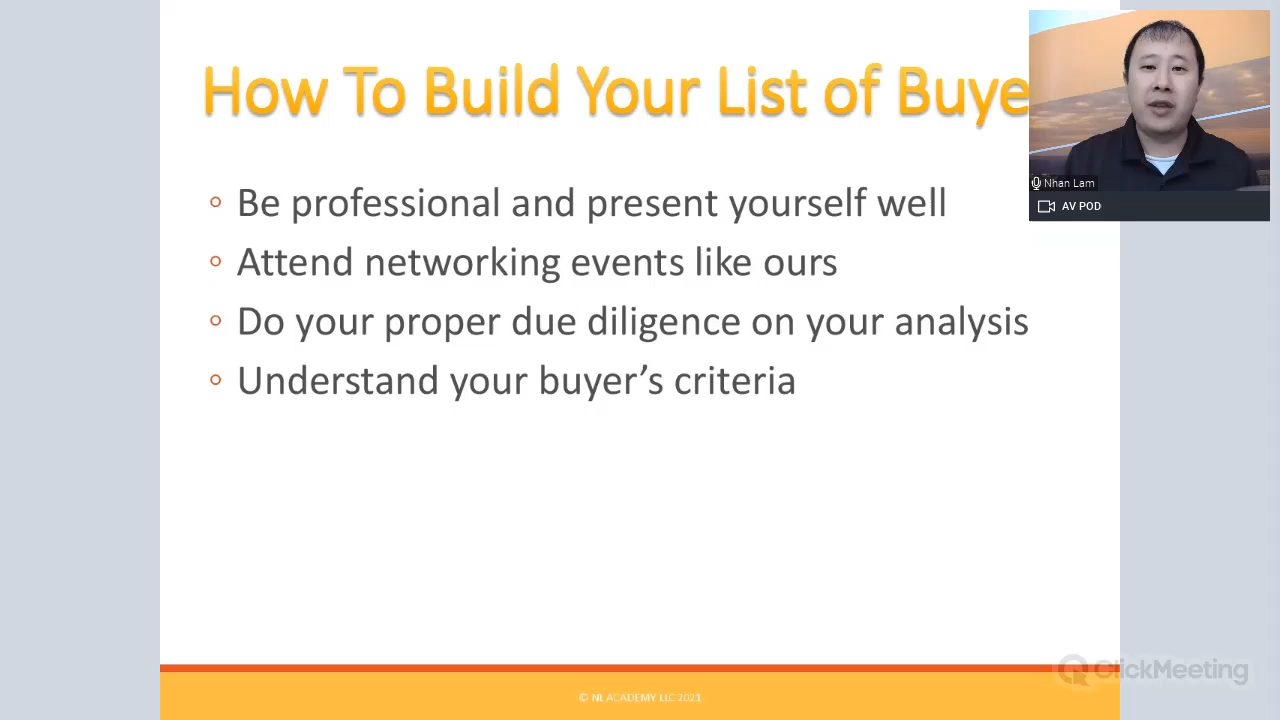 How To Build Your List of Buye
Nhan Lam
AV POD
◦ Be professional and present yourself well
◦ Attend networking events like ours
◦ Do your proper due diligence on your analysis
◦ Understand your buyer’s criteria
ClickMeeting
© NL ACADEMY LLC 2021